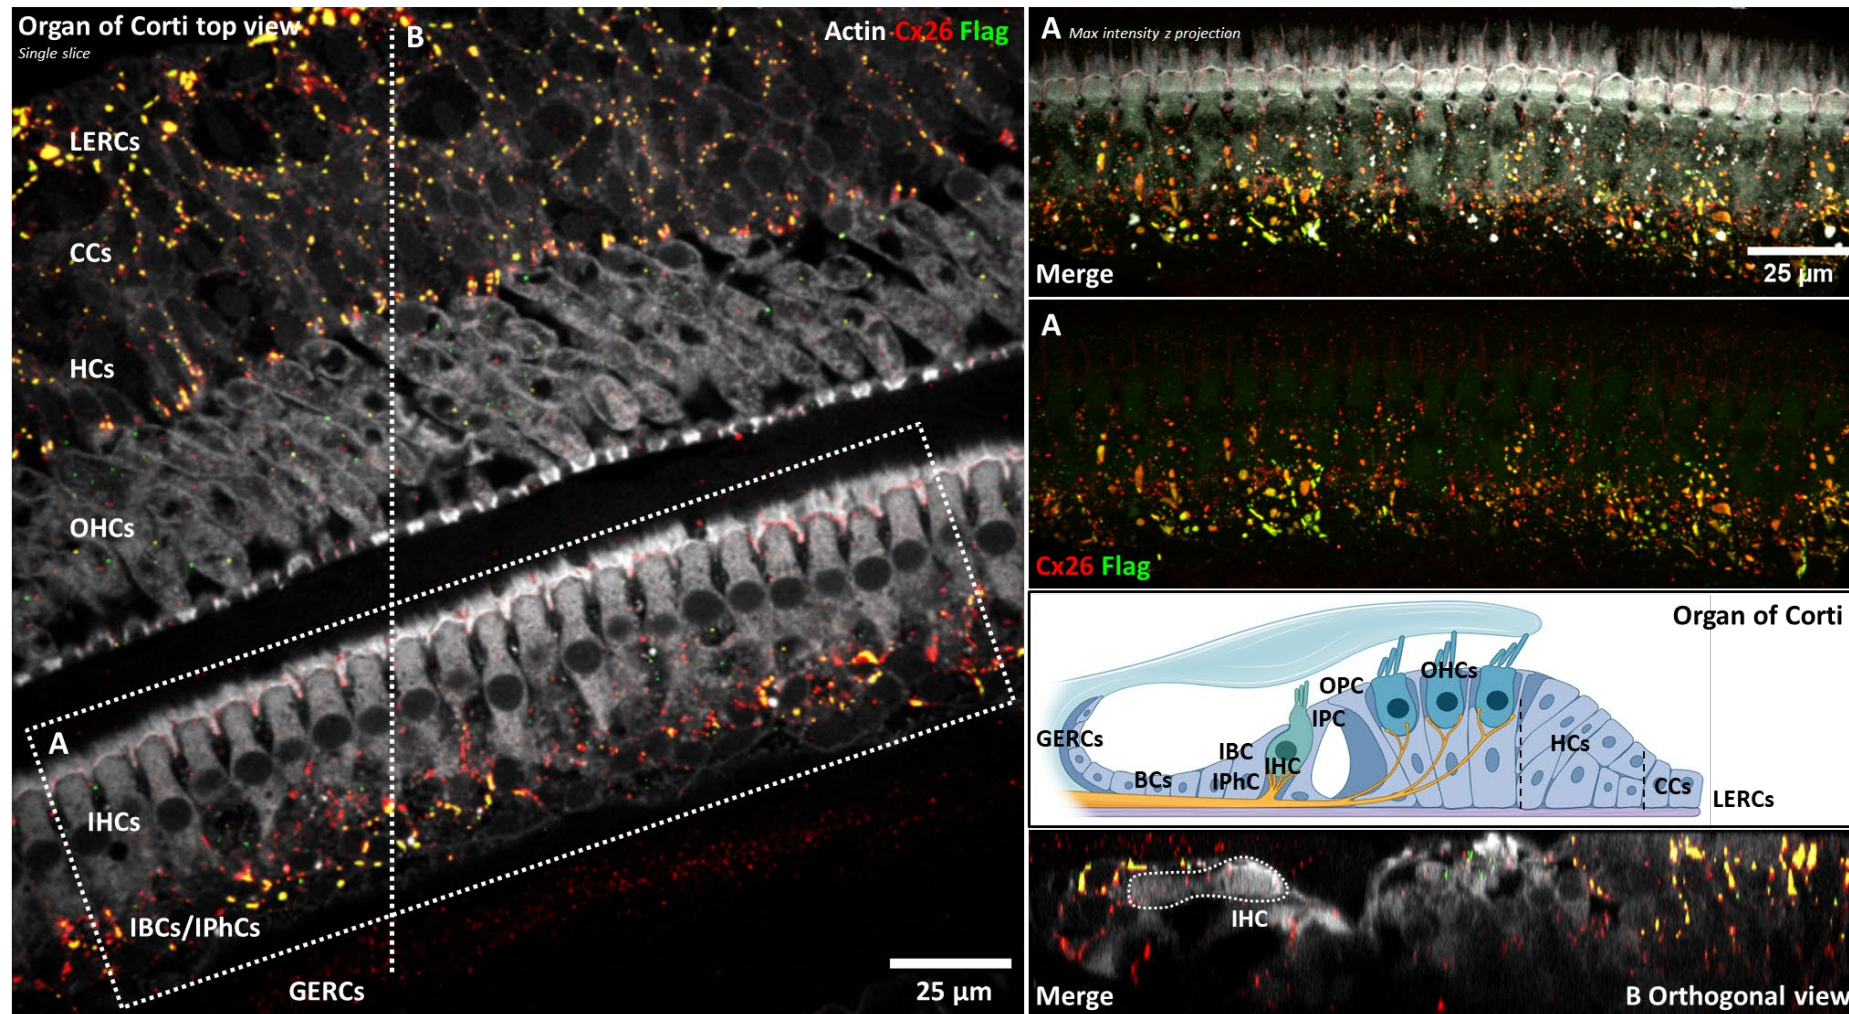 Organ of Corti top view
Single slice
B
Actin Cx26 Flag
LERCs
CCs
HCs
OHCs
A
IHCs
IBCs/IPhCs
GERCs
25 µm
A Max intensity z projection
Merge
25 µm
A
Cx26 Flag
Organ of Corti
OHCs
OPC
IPC
GERCs
IBC
HCs
IHC
BCs
IPhC
CCs
LERCs
IHC
Merge
B Orthogonal view